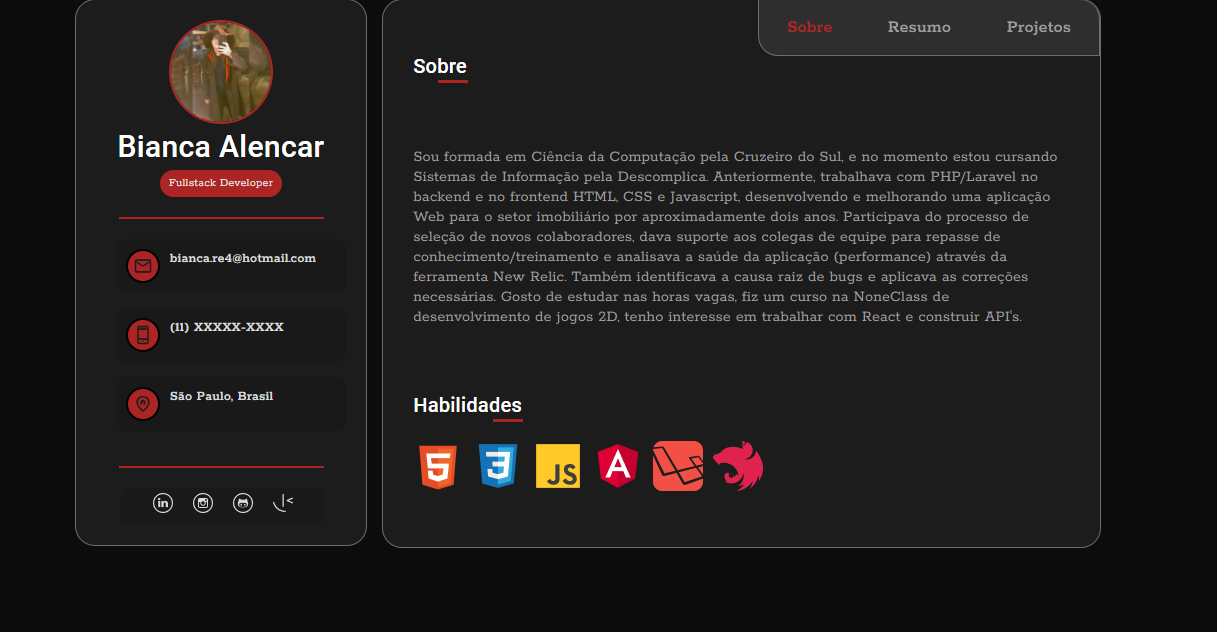 Bianca Alencar
Fullstack Developer
bianca.re4@hotmail.com
(11) XXXXX-XXXX
São Paulo, Brasil
in
Sobre Resumo Projetos
Sobre
Sou formada em Ciência da Computação pela Cruzeiro do Sul, e no momento estou cursando
Sistemas de Informação pela Descomplica. Anteriormente, trabalhava com PHP/Laravel no
backend e no frontend HTML, CSS e Javascript, desenvolvendo e melhorando uma aplicação
Web para o setor imobiliário por aproximadamente dois anos. Participava do processo de
seleção de novos colaboradores, dava suporte aos colegas de equipe para repasse de
conhecimento/treinamento e analisava a saúde da aplicação (performance) através da
ferramenta New Relic. Também identificava a causa raiz de bugs e aplicava as correções
necessárias. Gosto de estudar nas horas vagas, fiz um curso na NoneClass de
desenvolvimento de jogos 2D, tenho interesse em trabalhar com React e construir API's.
Habilidades
5 3 JS A